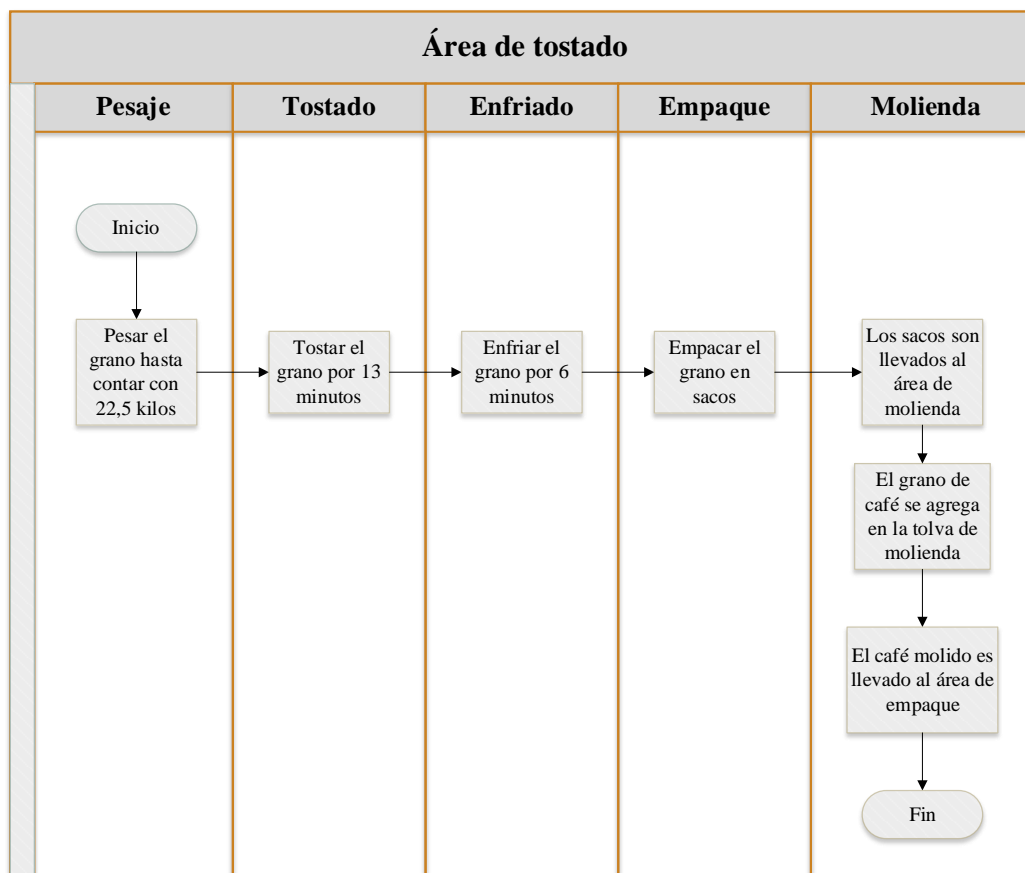 Área de tostado
Pesaje
Tostado
Enfriado
Empaque
Molienda
Inicio
Pesar el
grano hasta
contar con
22,5 kilos
Tostar el
grano por 13
minutos
Enfriar el
grano por 6
minutos
Empacar el
grano en
sacos
Los sacos son
llevados al
área de
molienda
El grano de
café se agrega
en la tolva de
molienda
El café molido es
llevado al área de
empaque
Fin